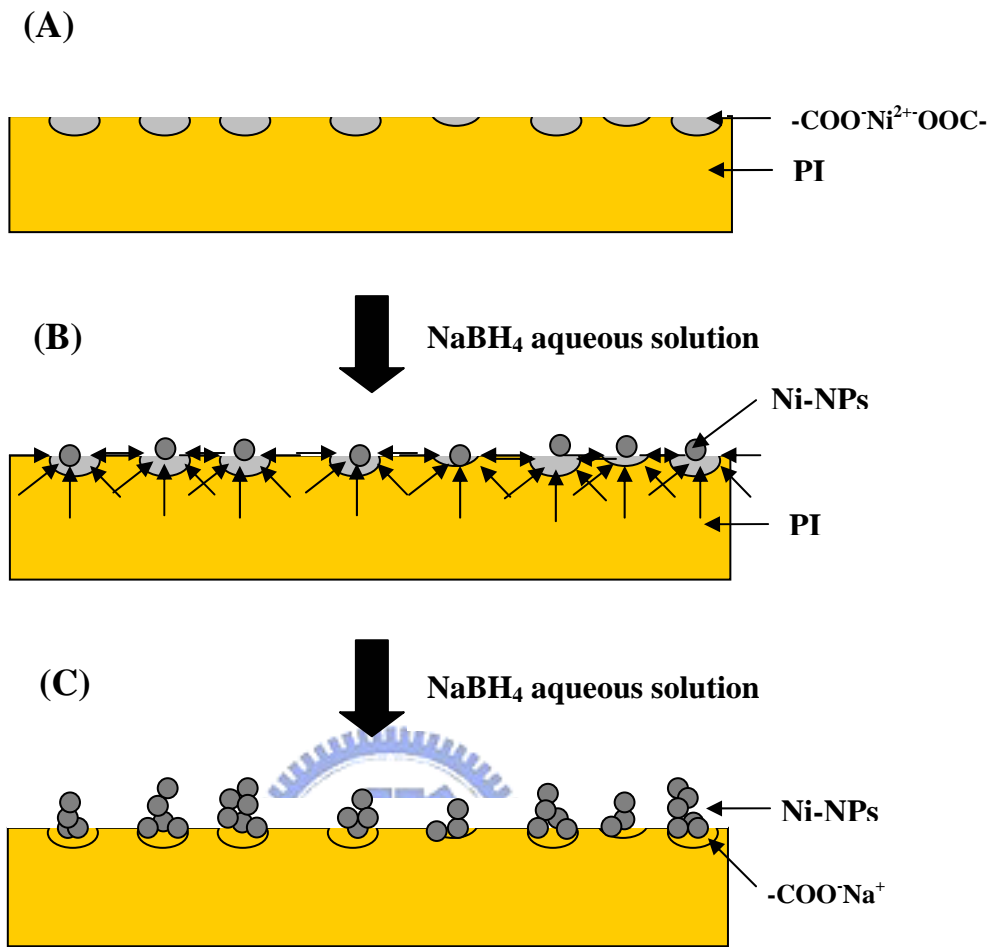 (A)
-COO⁻Ni²⁺⁻OOC-
PI
(B)
NaBH₄ aqueous solution
Ni-NPs
PI
(C)
NaBH₄ aqueous solution
Ni-NPs
-COO⁻Na⁺